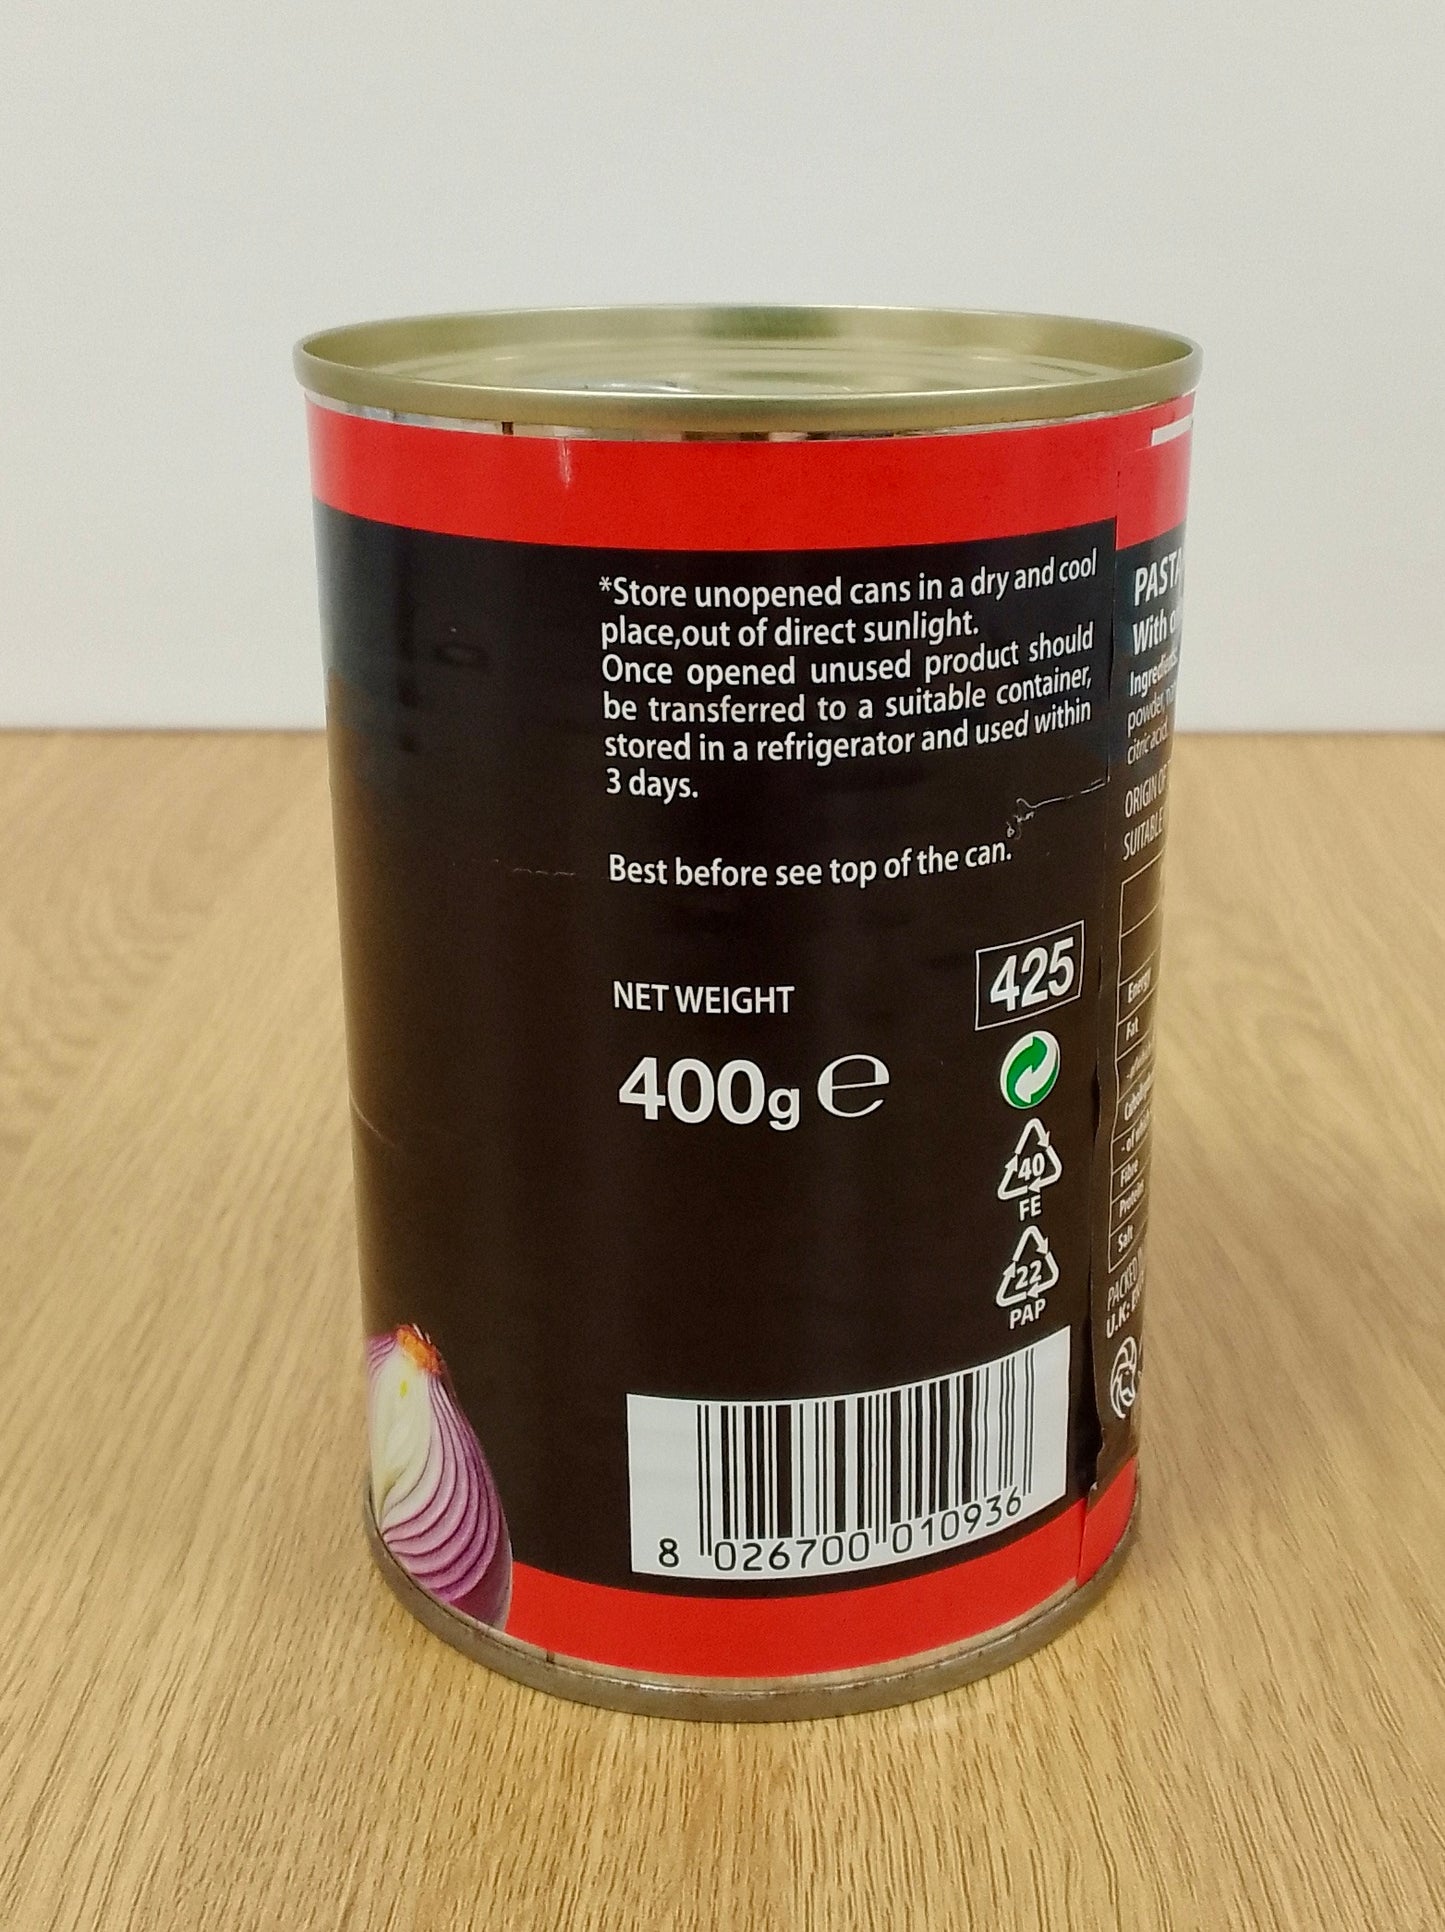 *Store unopened cans in a dry and cool
place,out of direct sunlight.
Once opened unused product should
be transferred to a suitable container,
stored in a refrigerator and used within
3 days.
Best before see top of the can.
NET WEIGHT
400g e
425
40
FE
22
PAP
8 026700 010936
PASTA
With
Ingredients
powder,
citric acid.
ORIGIN OF
SUITABLE
Energy
Fat
Carbohydrate
- of which
Fibre
Protein
Salt
PACKED
U.K: